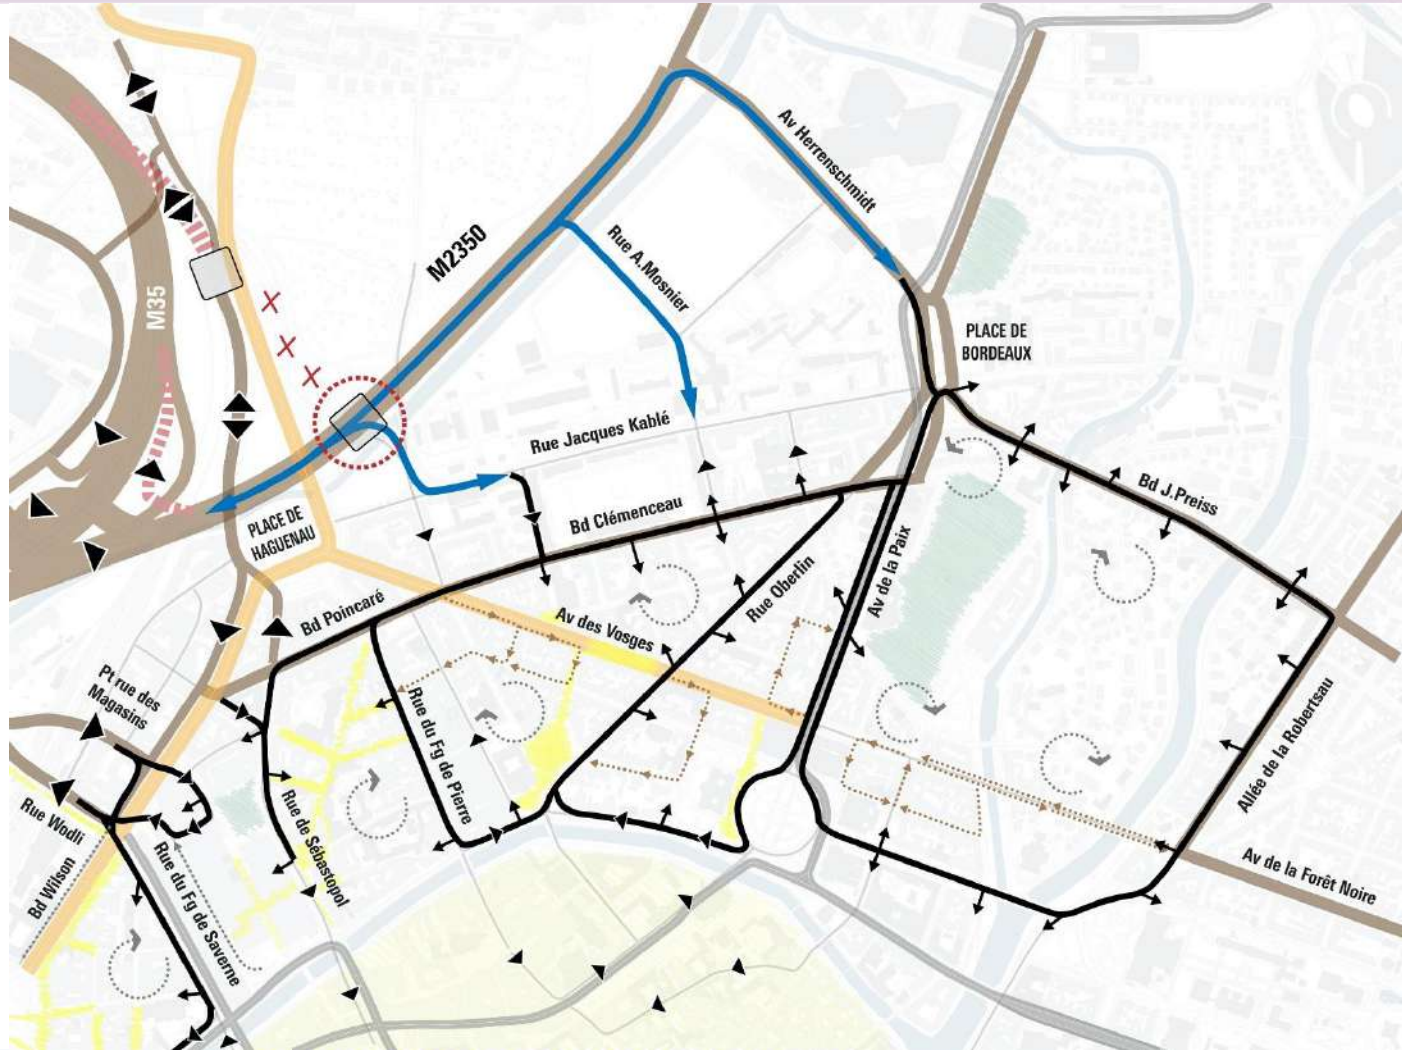 Av Herrenschmidt
M2350
Rue A.Mosnier
M35
PLACE DE
BORDEAUX
Rue Jacques Kablé
Bd J.Preiss
Bd Clémenceau
PLACE DE
HAGUENAU
Av de la Paix
Rue Oberlin
Bd Poincaré
Av des Vosges
Pt rue des
Magasins
Rue du Fg de Pierre
Allée de la Robertsau
Rue de Sébastopol
Rue Wodli
Bd Wilson
Rue du Fg de Saverne
Av de la Forêt Noire